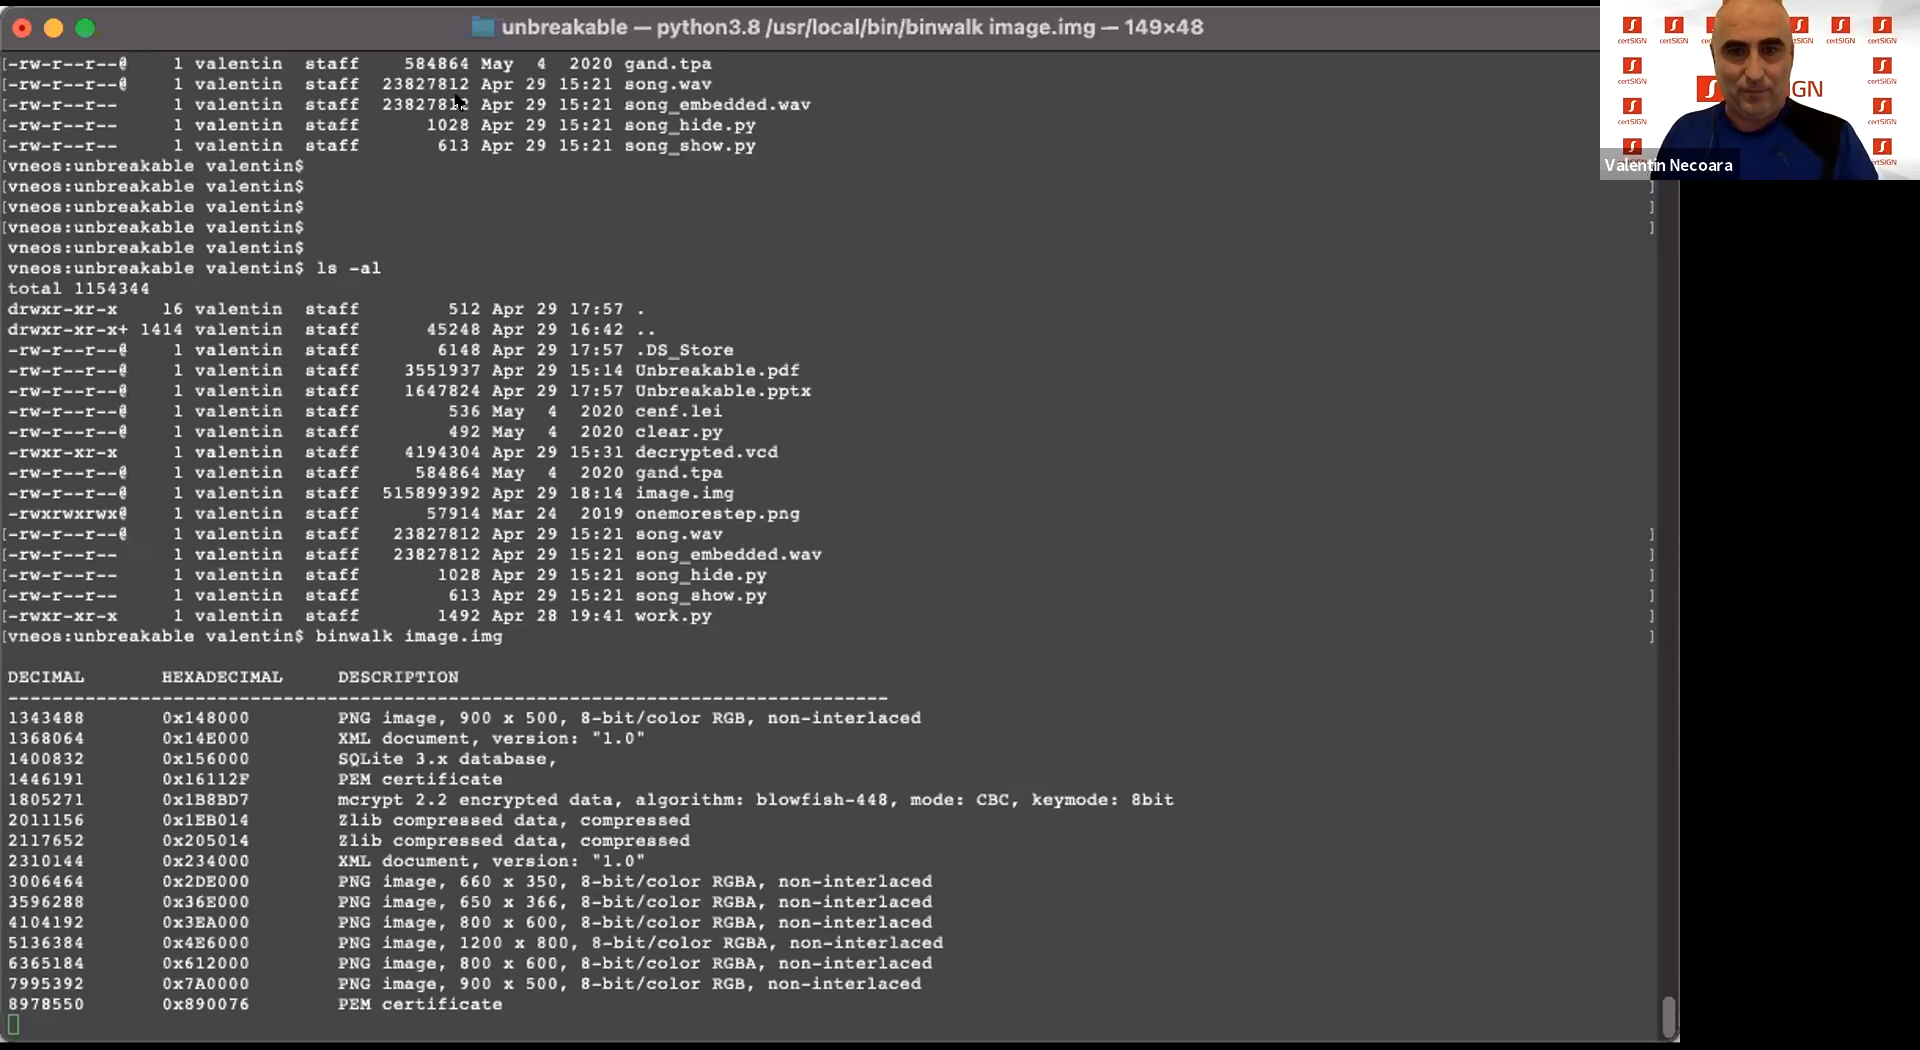 unbreakable — python3.8 /usr/local/bin/binwalk image.img — 149×48
[-rw-r--r--@ 1 valentin staff 584864 May 4 2020 gand.tpa
[-rw-r--r--@ 1 valentin staff 23827812 Apr 29 15:21 song.wav
[-rw-r--r-- 1 valentin staff 23827812 Apr 29 15:21 song_embedded.wav
[-rw-r--r-- 1 valentin staff 1028 Apr 29 15:21 song_hide.py
[-rw-r--r-- 1 valentin staff 613 Apr 29 15:21 song_show.py
[vneos:unbreakable valentin$
[vneos:unbreakable valentin$ ]
[vneos:unbreakable valentin$ ]
[vneos:unbreakable valentin$ ]
vneos:unbreakable valentin$
vneos:unbreakable valentin$ ls -al
total 1154344
drwxr-xr-x 16 valentin staff 512 Apr 29 17:57 .
drwxr-xr-x+ 1414 valentin staff 45248 Apr 29 16:42 ..
-rw-r--r--@ 1 valentin staff 6148 Apr 29 17:57 .DS_Store
-rw-r--r--@ 1 valentin staff 3551937 Apr 29 15:14 Unbreakable.pdf
-rw-r--r--@ 1 valentin staff 1647824 Apr 29 17:57 Unbreakable.pptx
-rw-r--r--@ 1 valentin staff 536 May 4 2020 cenf.lei
-rw-r--r--@ 1 valentin staff 492 May 4 2020 clear.py
-rwxr-xr-x 1 valentin staff 4194304 Apr 29 15:31 decrypted.vcd
-rw-r--r--@ 1 valentin staff 584864 May 4 2020 gand.tpa
-rw-r--r--@ 1 valentin staff 515899392 Apr 29 18:14 image.img
-rwxrwxrwx@ 1 valentin staff 57914 Mar 24 2019 onemorestep.png
[-rw-r--r--@ 1 valentin staff 23827812 Apr 29 15:21 song.wav ]
[-rw-r--r-- 1 valentin staff 23827812 Apr 29 15:21 song_embedded.wav ]
[-rw-r--r-- 1 valentin staff 1028 Apr 29 15:21 song_hide.py ]
[-rw-r--r-- 1 valentin staff 613 Apr 29 15:21 song_show.py ]
[-rwxr-xr-x 1 valentin staff 1492 Apr 28 19:41 work.py ]
[vneos:unbreakable valentin$ binwalk image.img ]
DECIMAL HEXADECIMAL DESCRIPTION
--------------------------------------------------------------------------------
1343488 0x148000 PNG image, 900 x 500, 8-bit/color RGB, non-interlaced
1368064 0x14E000 XML document, version: "1.0"
1400832 0x156000 SQLite 3.x database,
1446191 0x16112F PEM certificate
1805271 0x1B8BD7 mcrypt 2.2 encrypted data, algorithm: blowfish-448, mode: CBC, keymode: 8bit
2011156 0x1EB014 Zlib compressed data, compressed
2117652 0x205014 Zlib compressed data, compressed
2310144 0x234000 XML document, version: "1.0"
3006464 0x2DE000 PNG image, 660 x 350, 8-bit/color RGBA, non-interlaced
3596288 0x36E000 PNG image, 650 x 366, 8-bit/color RGBA, non-interlaced
4104192 0x3EA000 PNG image, 800 x 600, 8-bit/color RGBA, non-interlaced
5136384 0x4E6000 PNG image, 1200 x 800, 8-bit/color RGBA, non-interlaced
6365184 0x612000 PNG image, 800 x 600, 8-bit/color RGBA, non-interlaced
7995392 0x7A0000 PNG image, 900 x 500, 8-bit/color RGB, non-interlaced
8978550 0x890076 PEM certificate
certSIGN certSIGN certSIGN certSIGN
certSIGN certSIGN
certSIGN certSIGN
Valentin Necoara